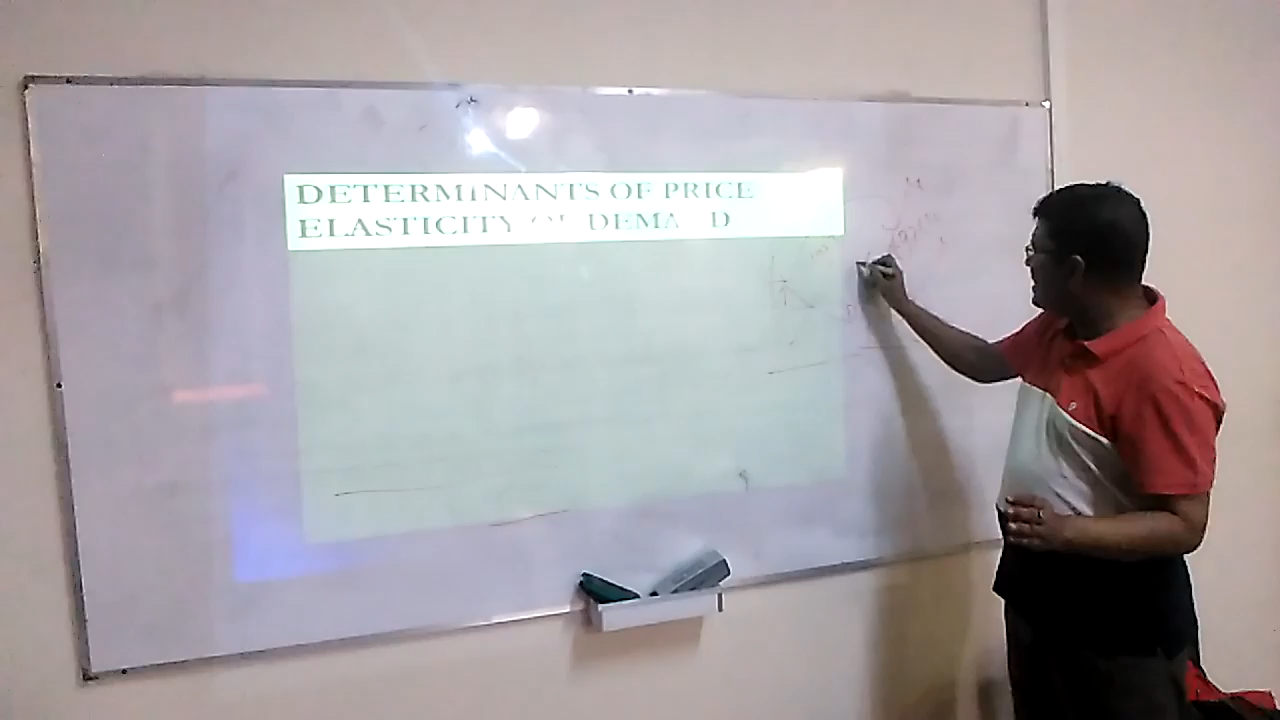 DETERMINANTS OF PRICE
ELASTICITY OF DEMAND